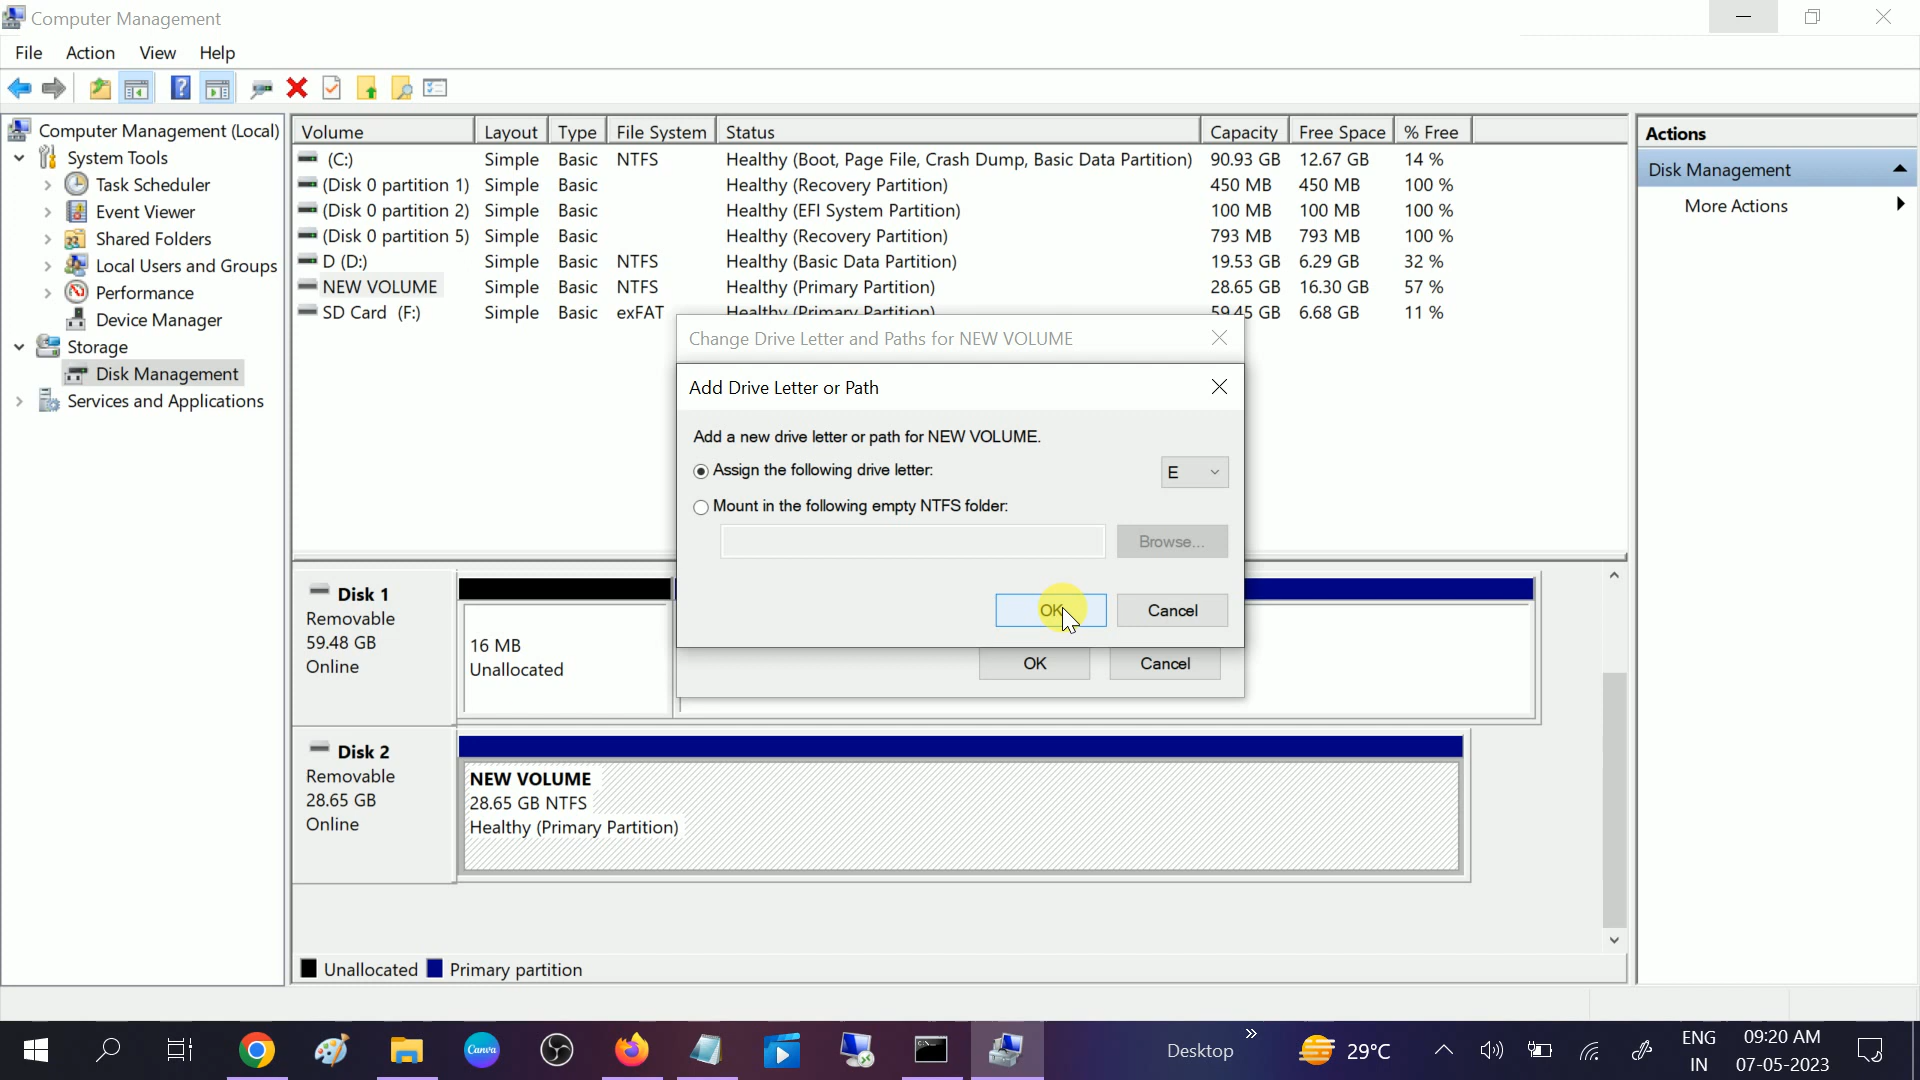 Computer Management
File Action View Help
Computer Management (Local)
System Tools
Task Scheduler
Event Viewer
Shared Folders
Local Users and Groups
Performance
Device Manager
Storage
Disk Management
Services and Applications
Volume Layout Type File System Status Capacity Free Space % Free
(C:) Simple Basic NTFS Healthy (Boot, Page File, Crash Dump, Basic Data Partition) 90.93 GB 12.67 GB 14 %
(Disk 0 partition 1) Simple Basic Healthy (Recovery Partition) 450 MB 450 MB 100 %
(Disk 0 partition 2) Simple Basic Healthy (EFI System Partition) 100 MB 100 MB 100 %
(Disk 0 partition 5) Simple Basic Healthy (Recovery Partition) 793 MB 793 MB 100 %
D (D:) Simple Basic NTFS Healthy (Basic Data Partition) 19.53 GB 6.29 GB 32 %
NEW VOLUME Simple Basic NTFS Healthy (Primary Partition) 28.65 GB 16.30 GB 57 %
SD Card (F:) Simple Basic exFAT Healthy (Primary Partition) 59.45 GB 6.68 GB 11 %
Change Drive Letter and Paths for NEW VOLUME
Add Drive Letter or Path
Add a new drive letter or path for NEW VOLUME.
Assign the following drive letter: E
Mount in the following empty NTFS folder:
Browse...
OK Cancel
OK Cancel
Disk 1
Removable
59.48 GB
Online
16 MB
Unallocated
Disk 2
Removable
28.65 GB
Online
NEW VOLUME
28.65 GB NTFS
Healthy (Primary Partition)
Unallocated Primary partition
Actions
Disk Management
More Actions
Canva
Desktop
29°C
ENG
IN
09:20 AM
07-05-2023